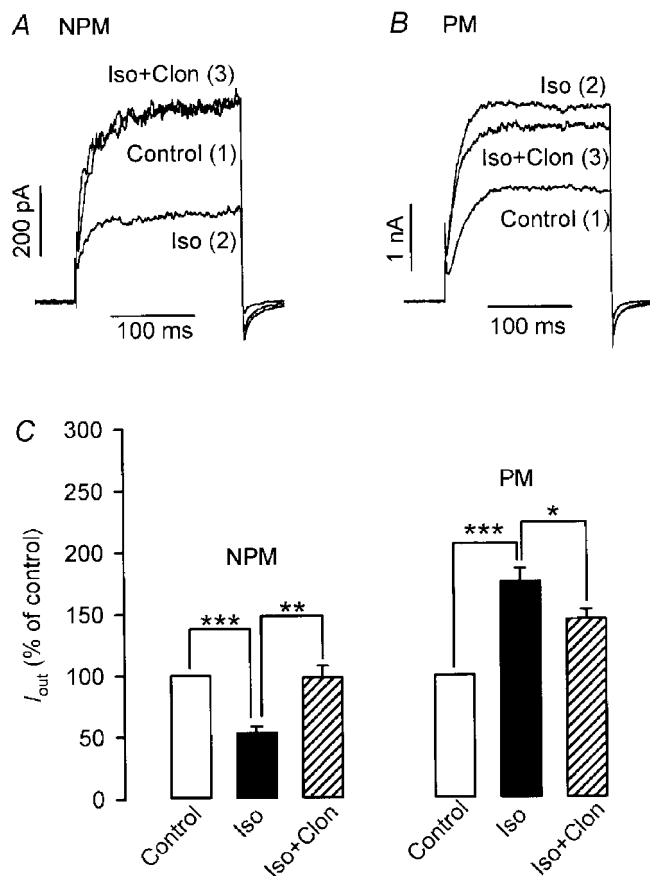 A NPM
Iso+Clon (3)
Control (1)
Iso (2)
200 pA
100 ms
B PM
Iso (2)
Iso+Clon (3)
Control (1)
1 nA
100 ms
C
300
250
200
150
100
50
0
Iout (% of control)
NPM
***
**
Control
Iso
Iso+Clon
PM
***
*
Control
Iso
Iso+Clon